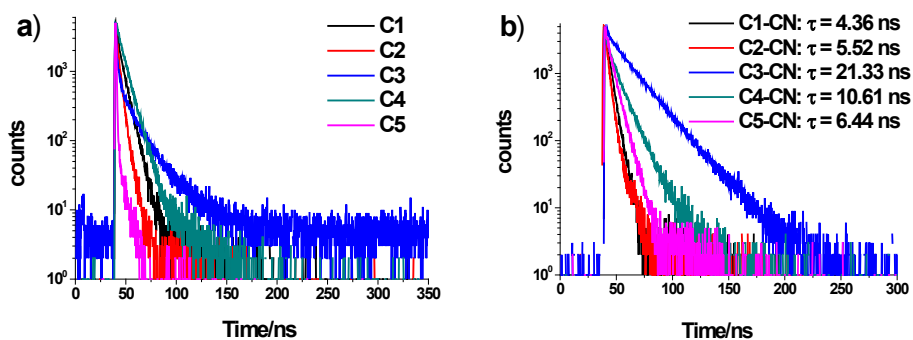 a)
C1
C2
C3
C4
C5
counts
10³
10²
10¹
10⁰
0 50 100 150 200 250 300 350
Time/ns
b)
C1-CN: τ = 4.36 ns
C2-CN: τ = 5.52 ns
C3-CN: τ = 21.33 ns
C4-CN: τ = 10.61 ns
C5-CN: τ = 6.44 ns
counts
10³
10²
10¹
10⁰
0 50 100 150 200 250 300
Time/ns